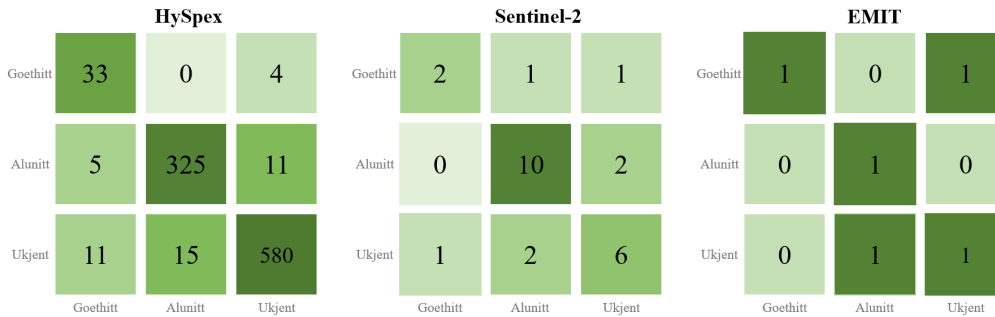 HySpex
Sentinel-2
EMIT
Goethitt 33 0 4
Alunitt 5 325 11
Ukjent 11 15 580
Goethitt Alunitt Ukjent
Goethitt 2 1 1
Alunitt 0 10 2
Ukjent 1 2 6
Goethitt Alunitt Ukjent
Goethitt 1 0 1
Alunitt 0 1 0
Ukjent 0 1 1
Goethitt Alunitt Ukjent